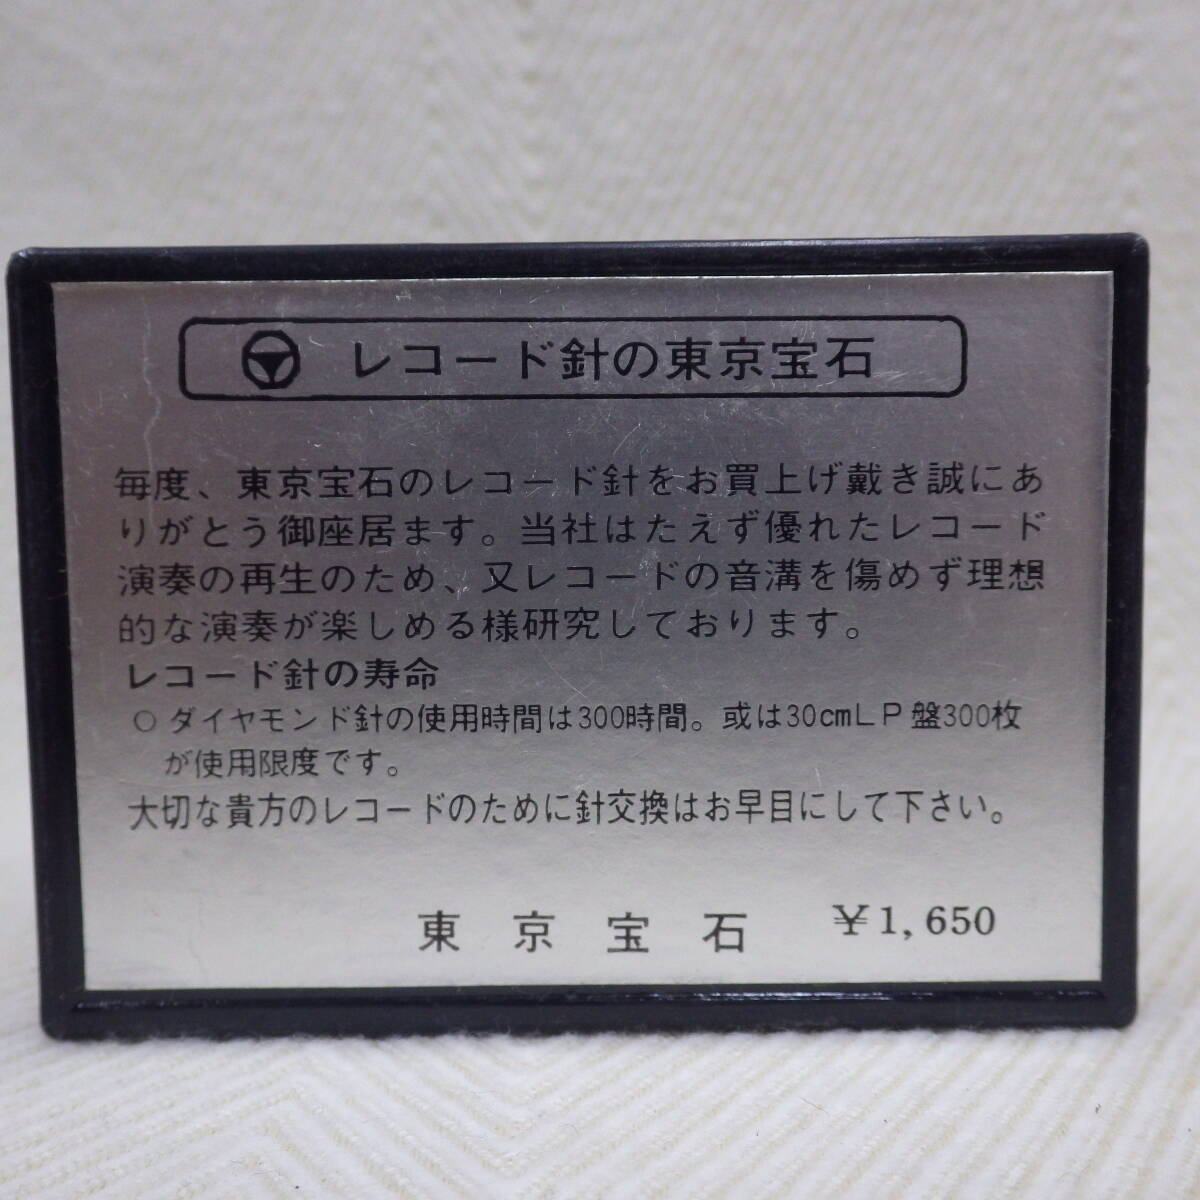 レコード針の東京宝石
毎度、東京宝石のレコード針をお買上げ戴き誠にあ
りがとう御座居ます。当社はたえず優れたレコード
演奏の再生のため、又レコードの音溝を傷めず理想
的な演奏が楽しめる様研究しております。
レコード針の寿命
○ ダイヤモンド針の使用時間は300時間。或は30cmLP盤300枚
が使用限度です。
大切な貴方のレコードのために針交換はお早目にして下さい。
東京宝石 ￥1,650